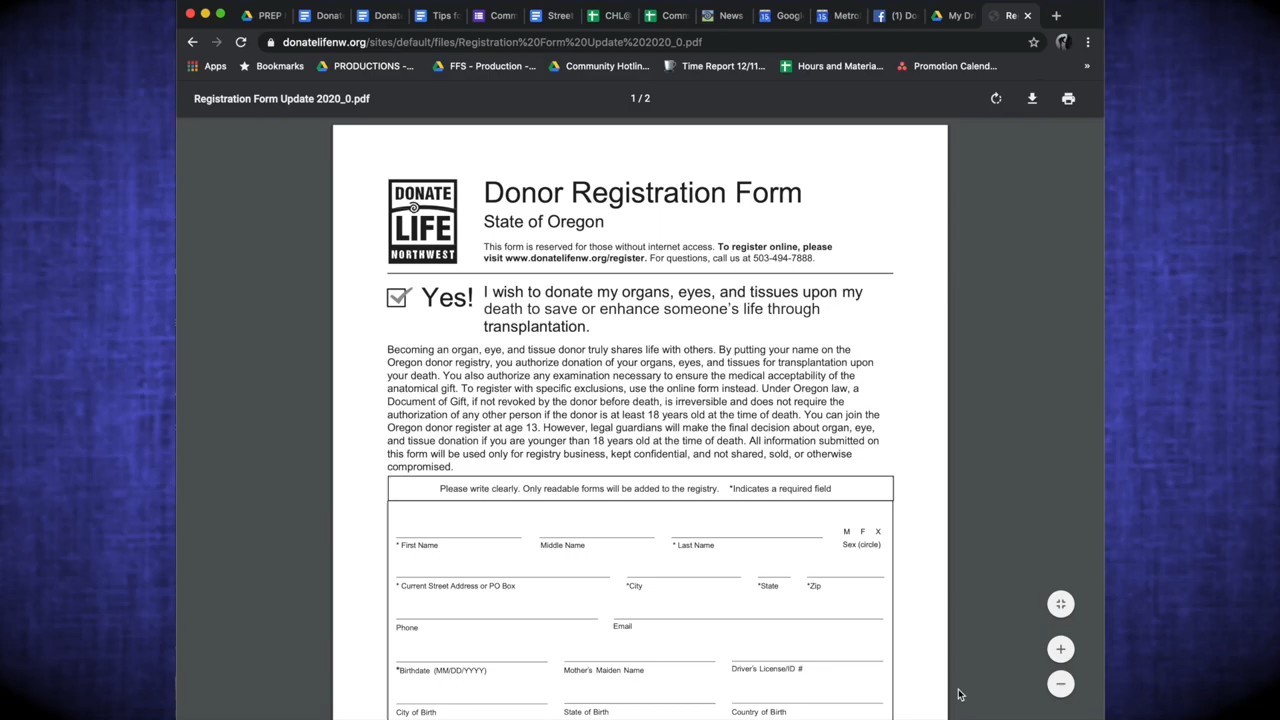 PREP
Donat
Donat
Tips f
Comm
Street
CHL@
Comm
News
Googl
Metro
(1) Do
My Dr
Re
donatelifenw.org/sites/default/files/Registration%20Form%20Update%202020_0.pdf
Apps
Bookmarks
PRODUCTIONS -...
FFS - Production -...
Community Hotlin...
Time Report 12/11...
Hours and Materia...
Promotion Calend...
»
Registration Form Update 2020_0.pdf
1 / 2
DONATE
LIFE
NORTHWEST
Donor Registration Form
State of Oregon
This form is reserved for those without internet access. To register online, please
visit www.donatelifenw.org/register. For questions, call us at 503-494-7888.
Yes!
I wish to donate my organs, eyes, and tissues upon my
death to save or enhance someone's life through
transplantation.
Becoming an organ, eye, and tissue donor truly shares life with others. By putting your name on the
Oregon donor registry, you authorize donation of your organs, eyes, and tissues for transplantation upon
your death. You also authorize any examination necessary to ensure the medical acceptability of the
anatomical gift. To register with specific exclusions, use the online form instead. Under Oregon law, a
Document of Gift, if not revoked by the donor before death, is irreversible and does not require the
authorization of any other person if the donor is at least 18 years old at the time of death. You can join the
Oregon donor register at age 13. However, legal guardians will make the final decision about organ, eye,
and tissue donation if you are younger than 18 years old at the time of death. All information submitted on
this form will be used only for registry business, kept confidential, and not shared, sold, or otherwise
compromised.
Please write clearly. Only readable forms will be added to the registry. *Indicates a required field
M F X
* First Name
Middle Name
* Last Name
Sex (circle)
* Current Street Address or PO Box
*City
*State
*Zip
Phone
Email
*Birthdate (MM/DD/YYYY)
Mother's Maiden Name
Driver's License/ID #
City of Birth
State of Birth
Country of Birth